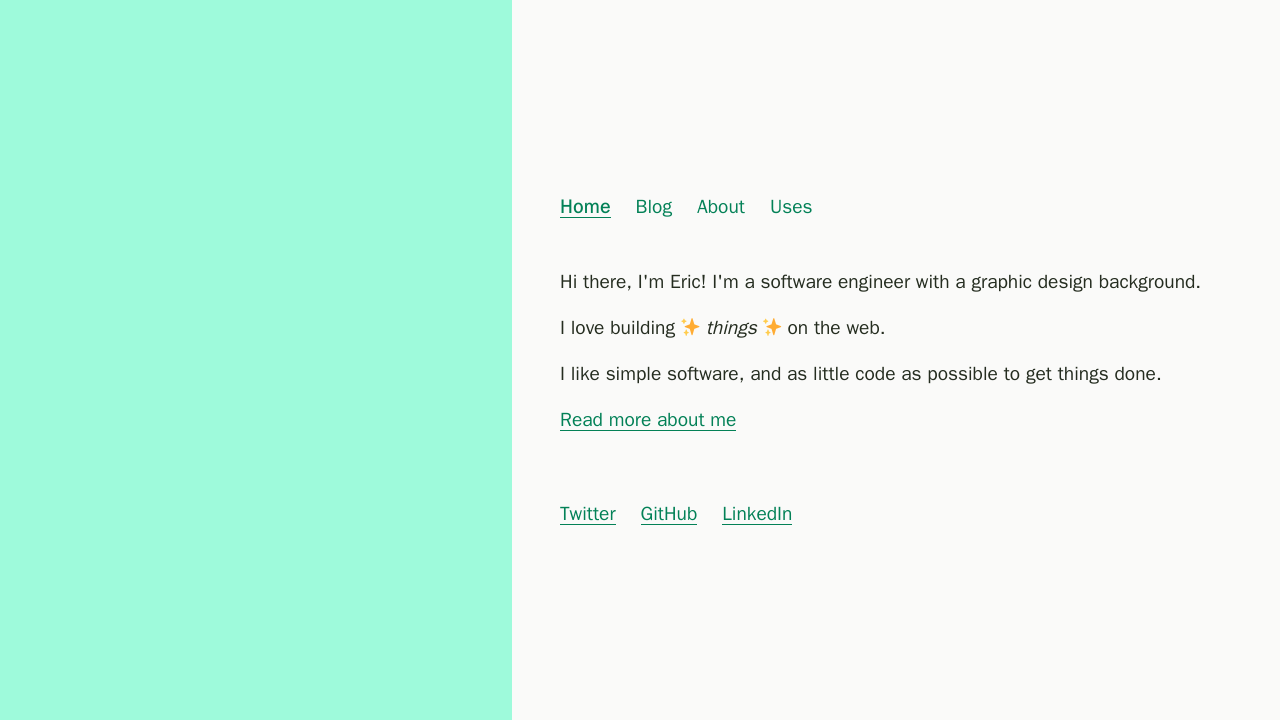 Home Blog About Uses
Hi there, I'm Eric! I'm a software engineer with a graphic design background.
I love building ✨ things ✨ on the web.
I like simple software, and as little code as possible to get things done.
Read more about me
Twitter GitHub LinkedIn